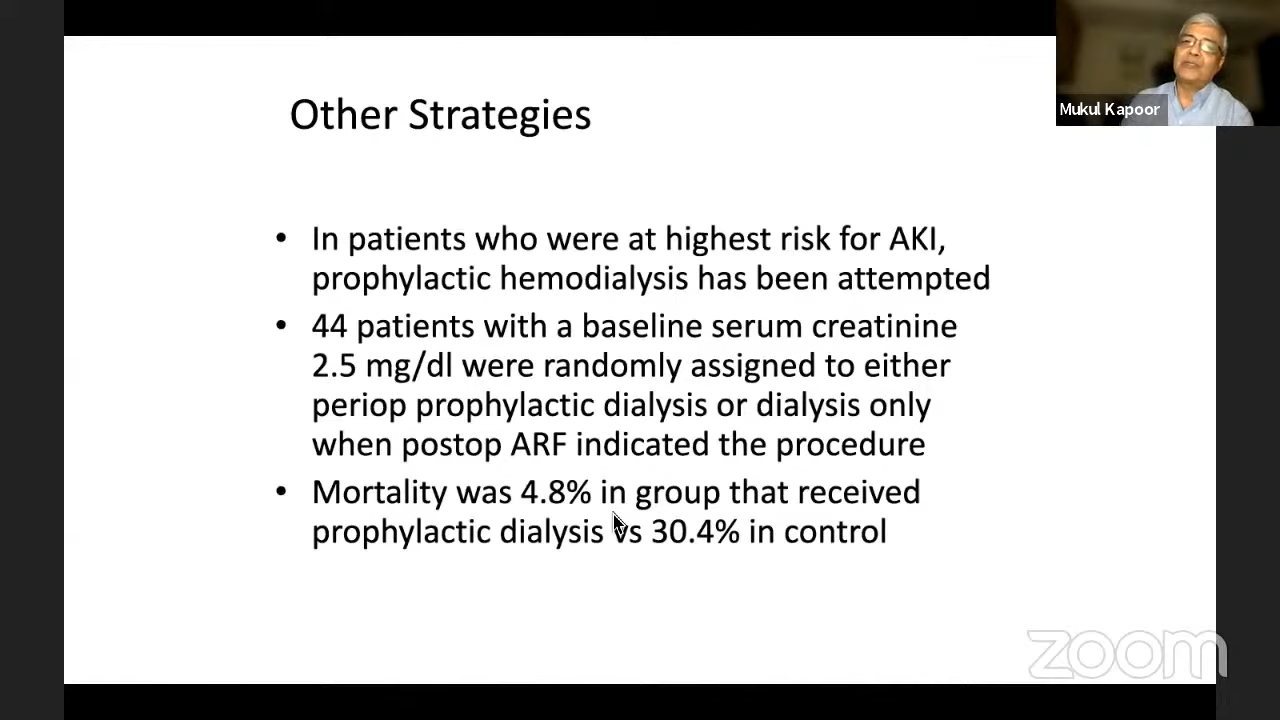 Mukul Kapoor
Other Strategies
• In patients who were at highest risk for AKI,
prophylactic hemodialysis has been attempted
• 44 patients with a baseline serum creatinine
2.5 mg/dl were randomly assigned to either
periop prophylactic dialysis or dialysis only
when postop ARF indicated the procedure
• Mortality was 4.8% in group that received
prophylactic dialysis vs 30.4% in control
zoom